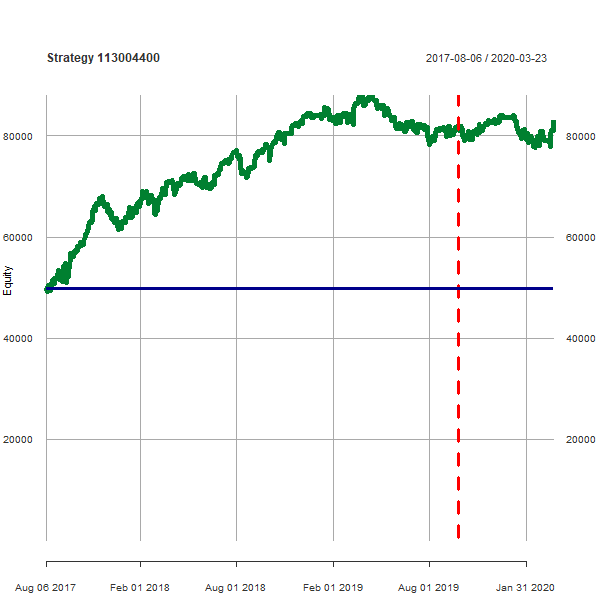 Strategy 113004400
2017-08-06 / 2020-03-23
80000
80000
60000
60000
Equity
40000
40000
20000
20000
Aug 06 2017
Feb 01 2018
Aug 01 2018
Feb 01 2019
Aug 01 2019
Jan 31 2020